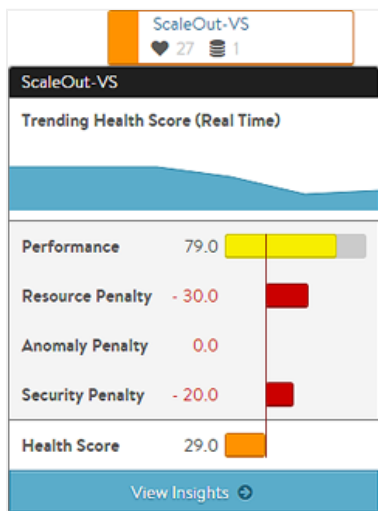 ScaleOut-VS
27 1
ScaleOut-VS
Trending Health Score (Real Time)
Performance 79.0
Resource Penalty - 30.0
Anomaly Penalty 0.0
Security Penalty - 20.0
Health Score 29.0
View Insights